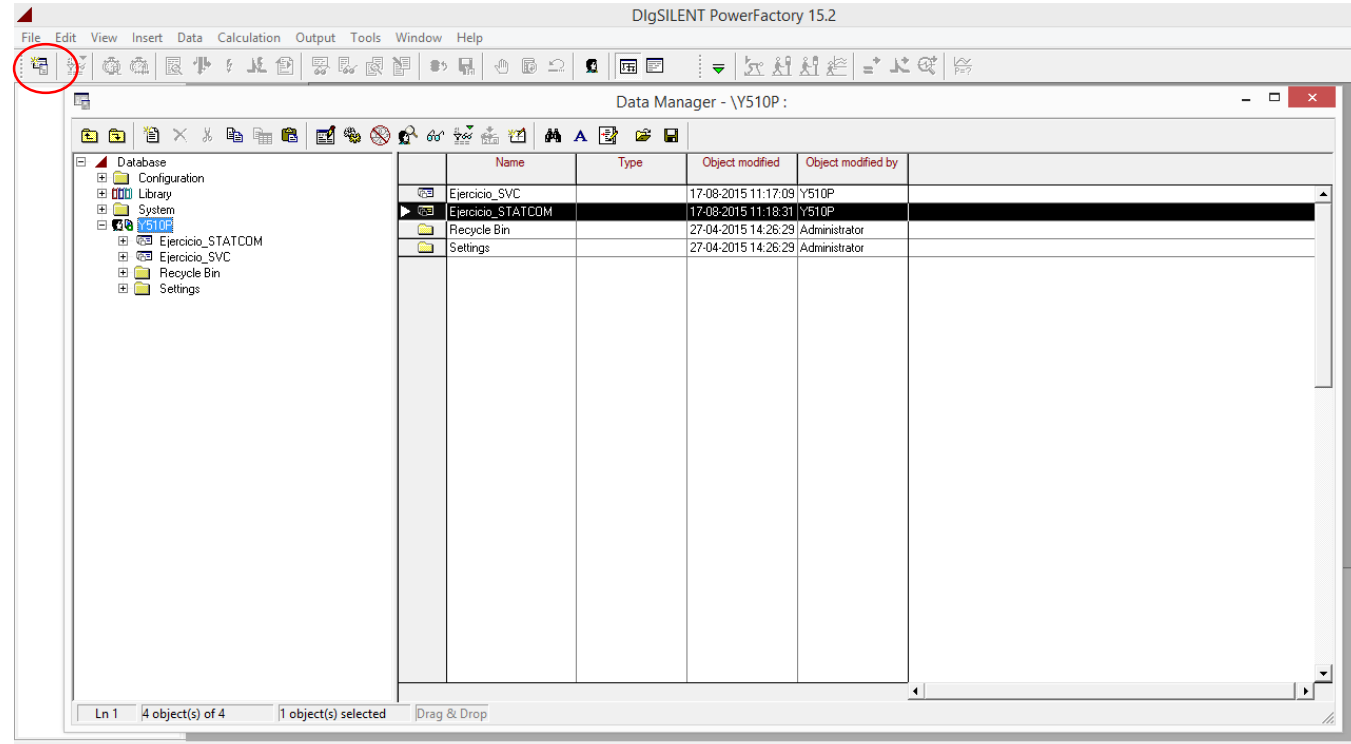 DIgSILENT PowerFactory 15.2
File Edit View Insert Data Calculation Output Tools Window Help
Data Manager - \Y510P :
Database
Configuration
Library
System
Y510P
Ejercicio_STATCOM
Ejercicio_SVC
Recycle Bin
Settings
Name Type Object modified Object modified by
Ejercicio_SVC 17-08-2015 11:17:09 Y510P
Ejercicio_STATCOM 17-08-2015 11:18:31 Y510P
Recycle Bin 27-04-2015 14:26:29 Administrator
Settings 27-04-2015 14:26:29 Administrator
Ln 1 4 object(s) of 4 1 object(s) selected Drag & Drop